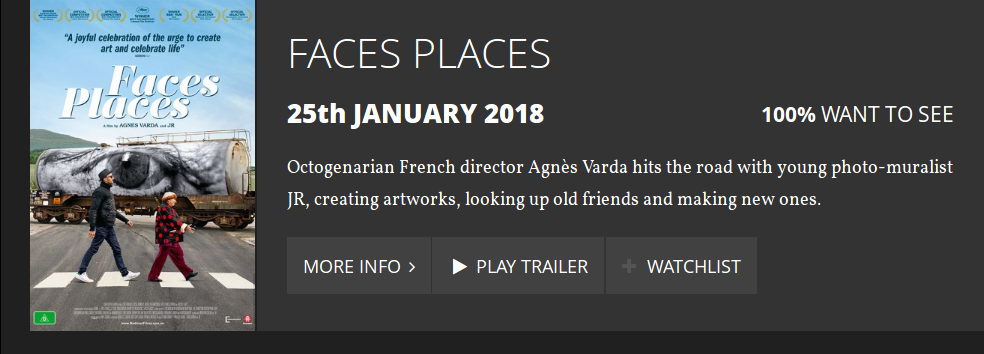 "A joyful celebration of the urge to create
art and celebrate life"
Faces
Places
A film by AGNES VARDA and JR
FACES PLACES
25th JANUARY 2018
100% WANT TO SEE
Octogenarian French director Agnès Varda hits the road with young photo-muralist
JR, creating artworks, looking up old friends and making new ones.
MORE INFO
PLAY TRAILER
WATCHLIST